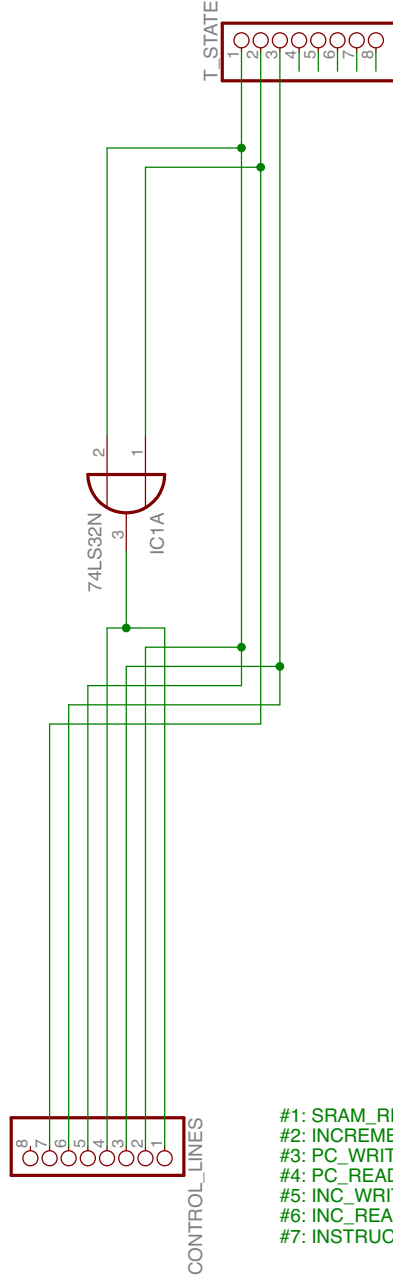 T_STATE
1 2 3 4 5 6 7 8
2 1
3
74LS32N
IC1A
8 7 6 5 4 3 2 1
CONTROL_LINES
#1: SRAM_R
#2: INCREME
#3: PC_WRIT
#4: PC_READ
#5: INC_WRI
#6: INC_REA
#7: INSTRUC